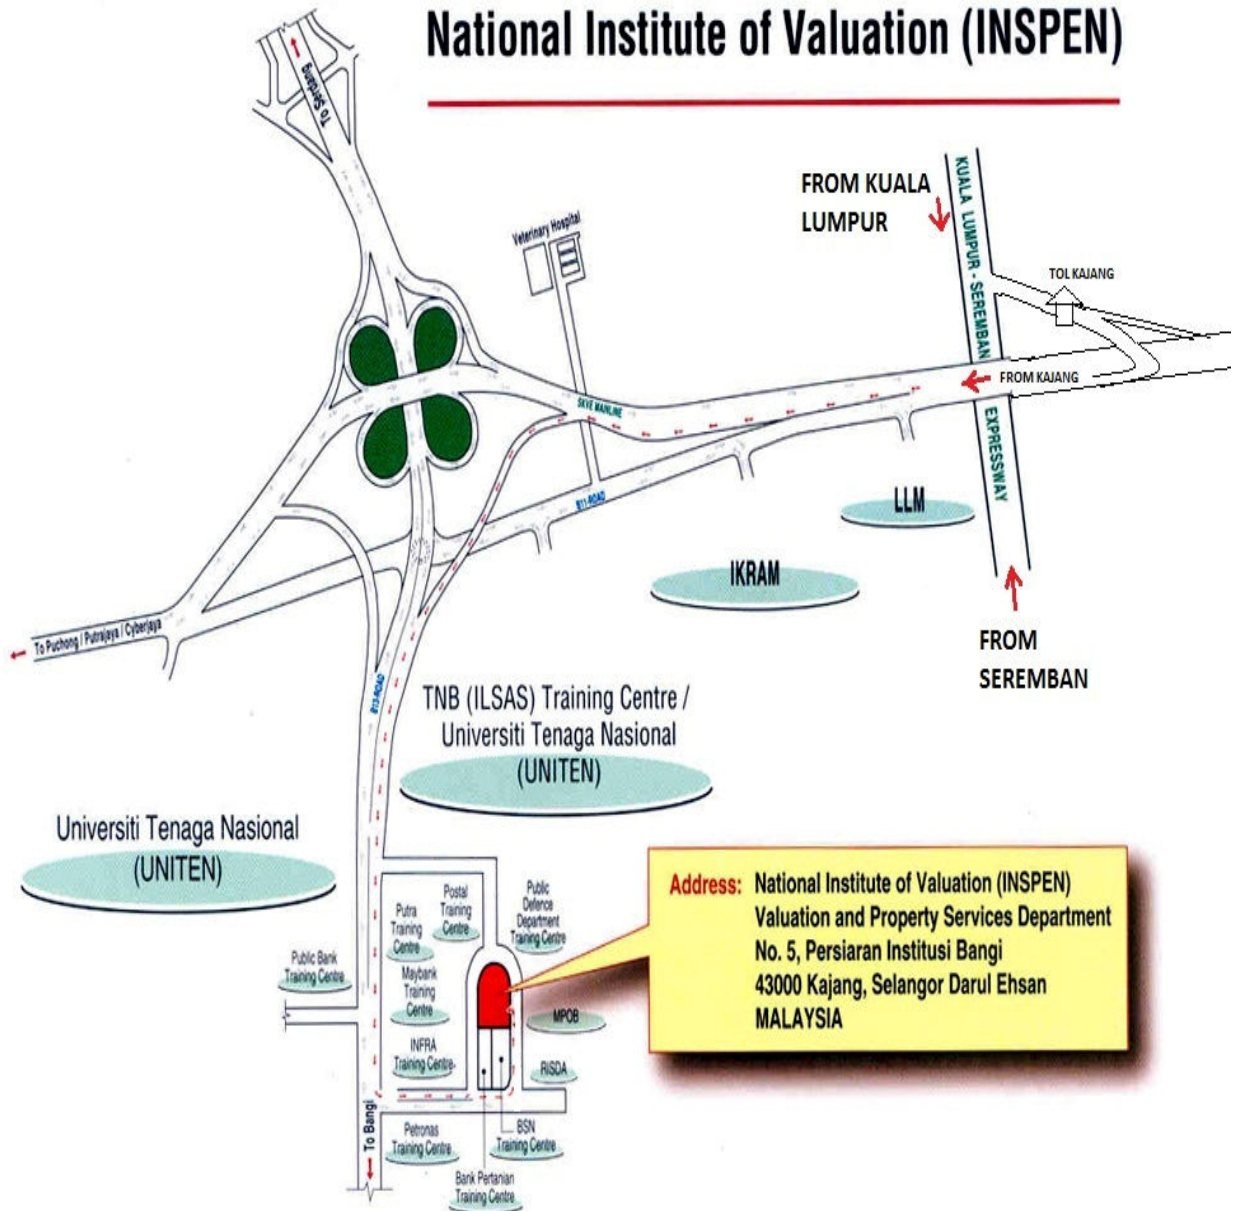 National Institute of Valuation (INSPEN)
To Serdang
FROM KUALA
LUMPUR
KUALA LUMPUR - SEREMBAN
EXPRESSWAY
Veterinary Hospital
TOL KAJANG
FROM KAJANG
SKVE MAINLINE
B11-ROAD
LLM
IKRAM
FROM
SEREMBAN
To Puchong / Putrajaya / Cyberjaya
B13-ROAD
TNB (ILSAS) Training Centre /
Universiti Tenaga Nasional
(UNITEN)
Universiti Tenaga Nasional
(UNITEN)
Address: National Institute of Valuation (INSPEN)
Valuation and Property Services Department
No. 5, Persiaran Institusi Bangi
43000 Kajang, Selangor Darul Ehsan
MALAYSIA
Postal
Training
Centre
Public
Defence
Department
Training Centre
Putra
Training
Centre
Public Bank
Training Centre
Maybank
Training
Centre
MPOB
INFRA
Training Centre
RISDA
To Bangi
Petronas
Training Centre
BSN
Training Centre
Bank Pertanian
Training Centre